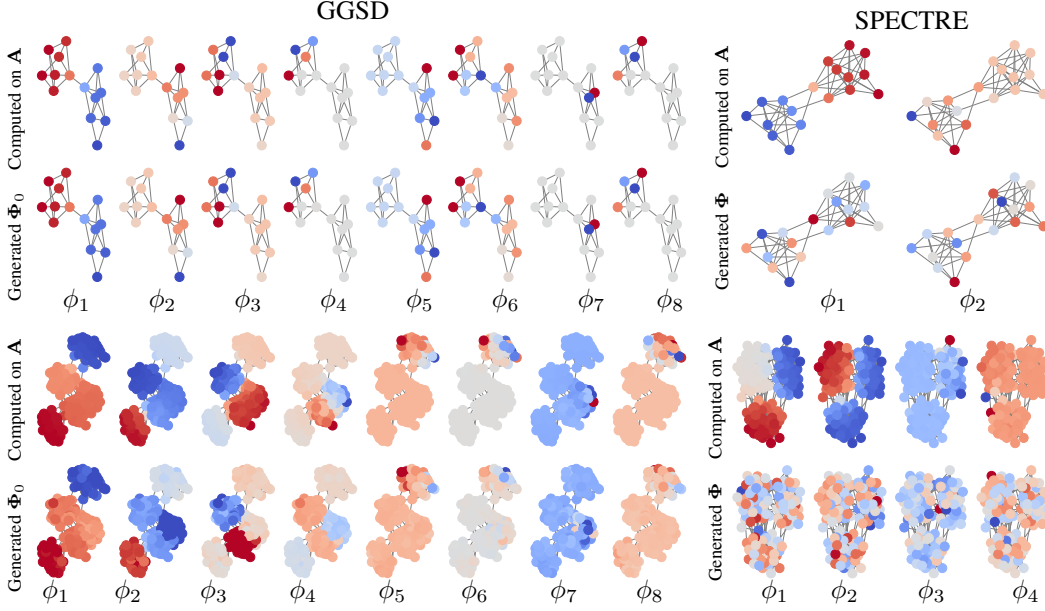 GGSD
SPECTRE
Computed on A
Generated Φ₀
ϕ₁ ϕ₂ ϕ₃ ϕ₄ ϕ₅ ϕ₆ ϕ₇ ϕ₈
Computed on A
Generated Φ
ϕ₁ ϕ₂
Computed on A
Generated Φ₀
ϕ₁ ϕ₂ ϕ₃ ϕ₄ ϕ₅ ϕ₆ ϕ₇ ϕ₈
Computed on A
Generated Φ
ϕ₁ ϕ₂ ϕ₃ ϕ₄